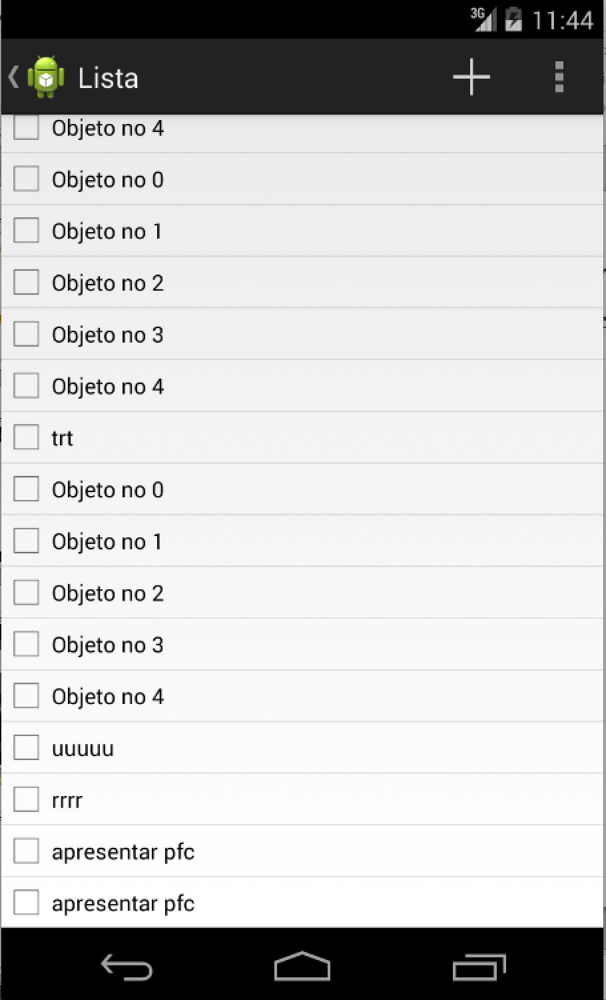 3G 11:44
Lista
Objeto no 4
Objeto no 0
Objeto no 1
Objeto no 2
Objeto no 3
Objeto no 4
trt
Objeto no 0
Objeto no 1
Objeto no 2
Objeto no 3
Objeto no 4
uuuuu
rrrr
apresentar pfc
apresentar pfc